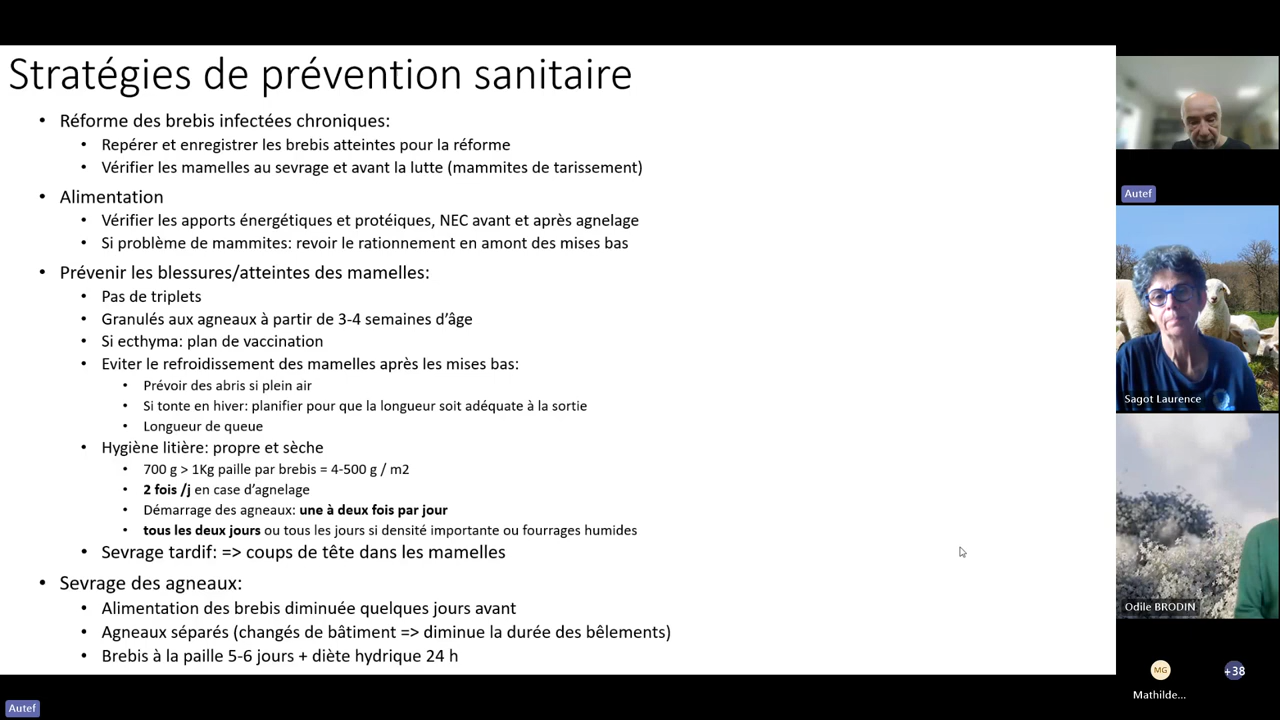 Stratégies de prévention sanitaire
• Réforme des brebis infectées chroniques:
• Repérer et enregistrer les brebis atteintes pour la réforme
• Vérifier les mamelles au sevrage et avant la lutte (mammites de tarissement)
• Alimentation
• Vérifier les apports énergétiques et protéiques, NEC avant et après agnelage
• Si problème de mammites: revoir le rationnement en amont des mises bas
• Prévenir les blessures/atteintes des mamelles:
• Pas de triplets
• Granulés aux agneaux à partir de 3-4 semaines d’âge
• Si ecthyma: plan de vaccination
• Eviter le refroidissement des mamelles après les mises bas:
• Prévoir des abris si plein air
• Si tonte en hiver: planifier pour que la longueur soit adéquate à la sortie
• Longueur de queue
• Hygiène litière: propre et sèche
• 700 g > 1Kg paille par brebis = 4-500 g / m2
• 2 fois /j en case d’agnelage
• Démarrage des agneaux: une à deux fois par jour
• tous les deux jours ou tous les jours si densité importante ou fourrages humides
• Sevrage tardif: => coups de tête dans les mamelles
• Sevrage des agneaux:
• Alimentation des brebis diminuée quelques jours avant
• Agneaux séparés (changés de bâtiment => diminue la durée des bêlements)
• Brebis à la paille 5-6 jours + diète hydrique 24 h
Autef
Autef
Sagot Laurence
Odile BRODIN
MG
+38
Mathilde...